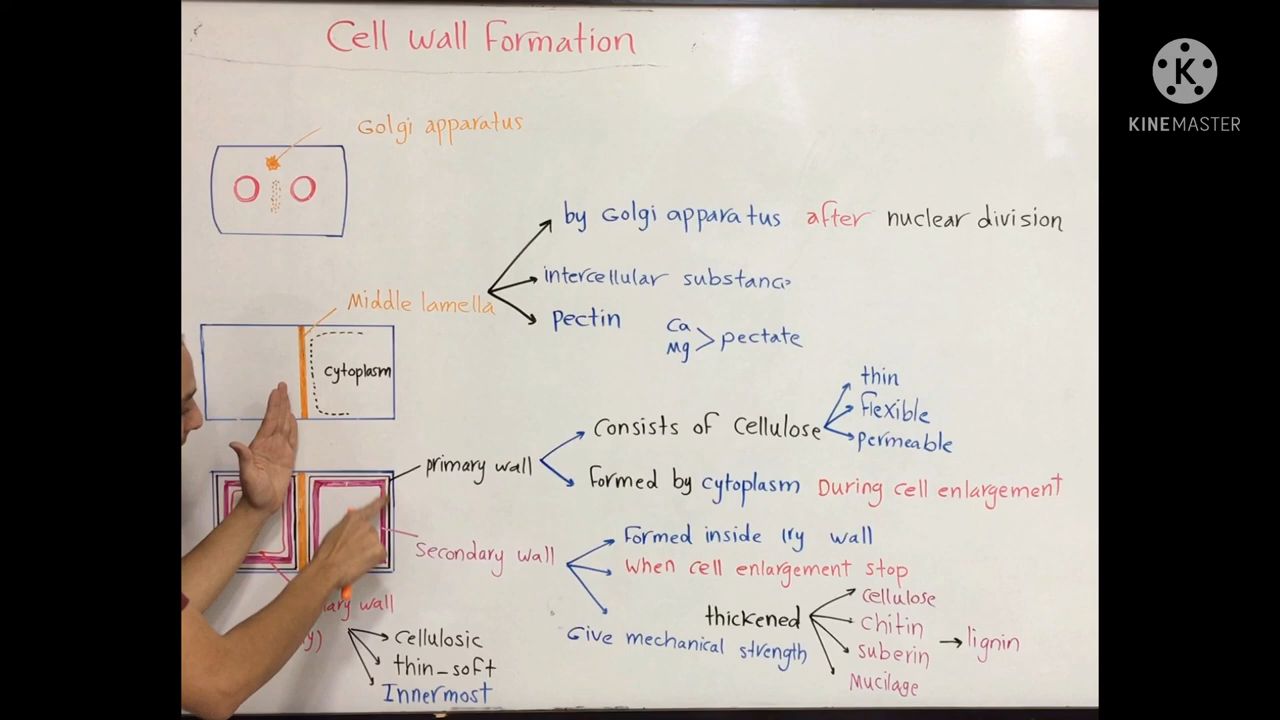 Cell wall Formation
KINEMASTER
Golgi apparatus
by Golgi apparatus after nuclear division
intercellular substance
Middle lamella
pectin
Ca
Mg
pectate
cytoplasm
thin
Flexible
permeable
Consists of Cellulose
primary wall
Formed by cytoplasm During cell enlargement
Formed inside 1ry wall
Secondary wall
When cell enlargement stop
Give mechanical strength
thickened
cellulose
chitin
suberin
Mucilage
lignin
wall
Cellulosic
thin-soft
Innermost